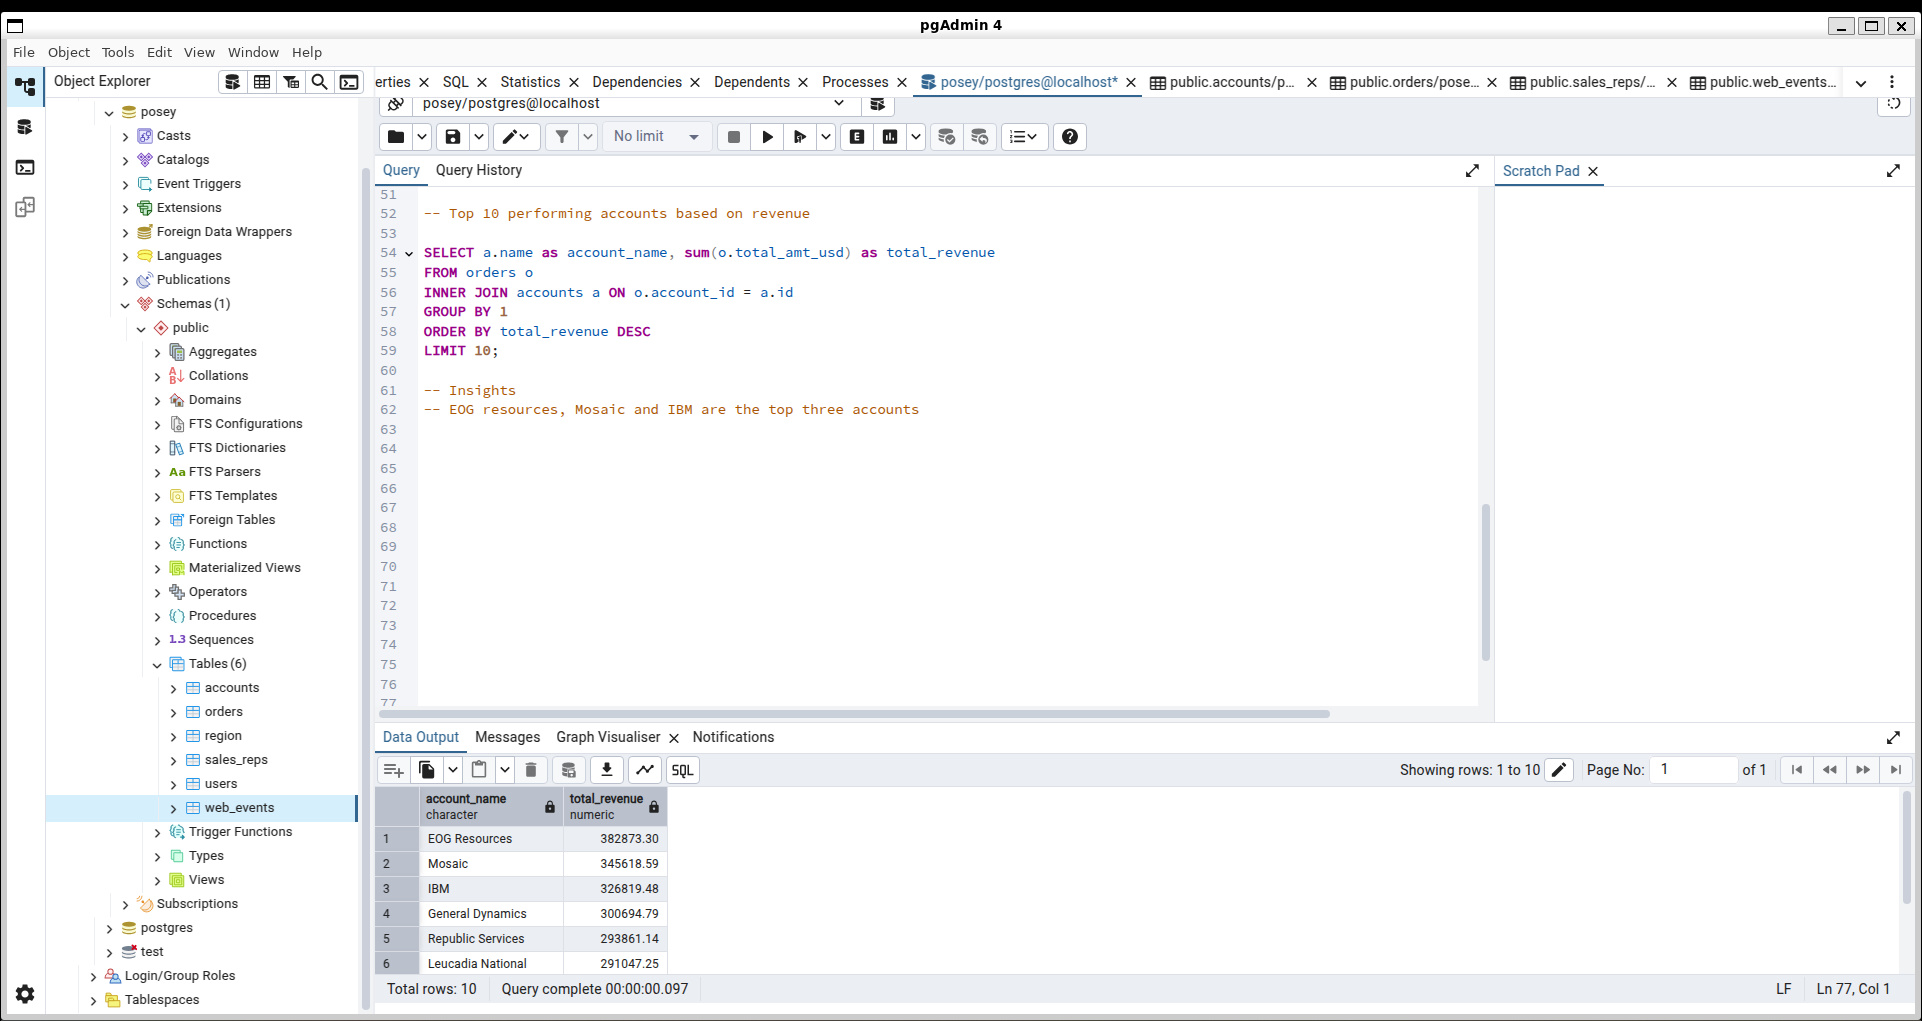 pgAdmin 4
File Object Tools Edit View Window Help
Object Explorer
erties SQL Statistics Dependencies Dependents Processes posey/postgres@localhost* public.accounts/p... public.orders/pose... public.sales_reps/... public.web_events...
posey/postgres@localhost
No limit
E
Query Query History
Scratch Pad
posey
Casts
Catalogs
Event Triggers
Extensions
Foreign Data Wrappers
Languages
Publications
Schemas (1)
public
Aggregates
Collations
Domains
FTS Configurations
FTS Dictionaries
Aa FTS Parsers
FTS Templates
Foreign Tables
Functions
Materialized Views
Operators
Procedures
1.3 Sequences
Tables (6)
accounts
orders
region
sales_reps
users
web_events
Trigger Functions
Types
Views
Subscriptions
postgres
test
Login/Group Roles
Tablespaces
51
52 -- Top 10 performing accounts based on revenue
53
54 SELECT a.name as account_name, sum(o.total_amt_usd) as total_revenue
55 FROM orders o
56 INNER JOIN accounts a ON o.account_id = a.id
57 GROUP BY 1
58 ORDER BY total_revenue DESC
59 LIMIT 10;
60
61 -- Insights
62 -- EOG resources, Mosaic and IBM are the top three accounts
63
64
65
66
67
68
69
70
71
72
73
74
75
76
77
Data Output Messages Graph Visualiser Notifications
SQL
Showing rows: 1 to 10 Page No: 1 of 1
account_name total_revenue
character numeric
1 EOG Resources 382873.30
2 Mosaic 345618.59
3 IBM 326819.48
4 General Dynamics 300694.79
5 Republic Services 293861.14
6 Leucadia National 291047.25
Total rows: 10 Query complete 00:00:00.097 LF Ln 77, Col 1